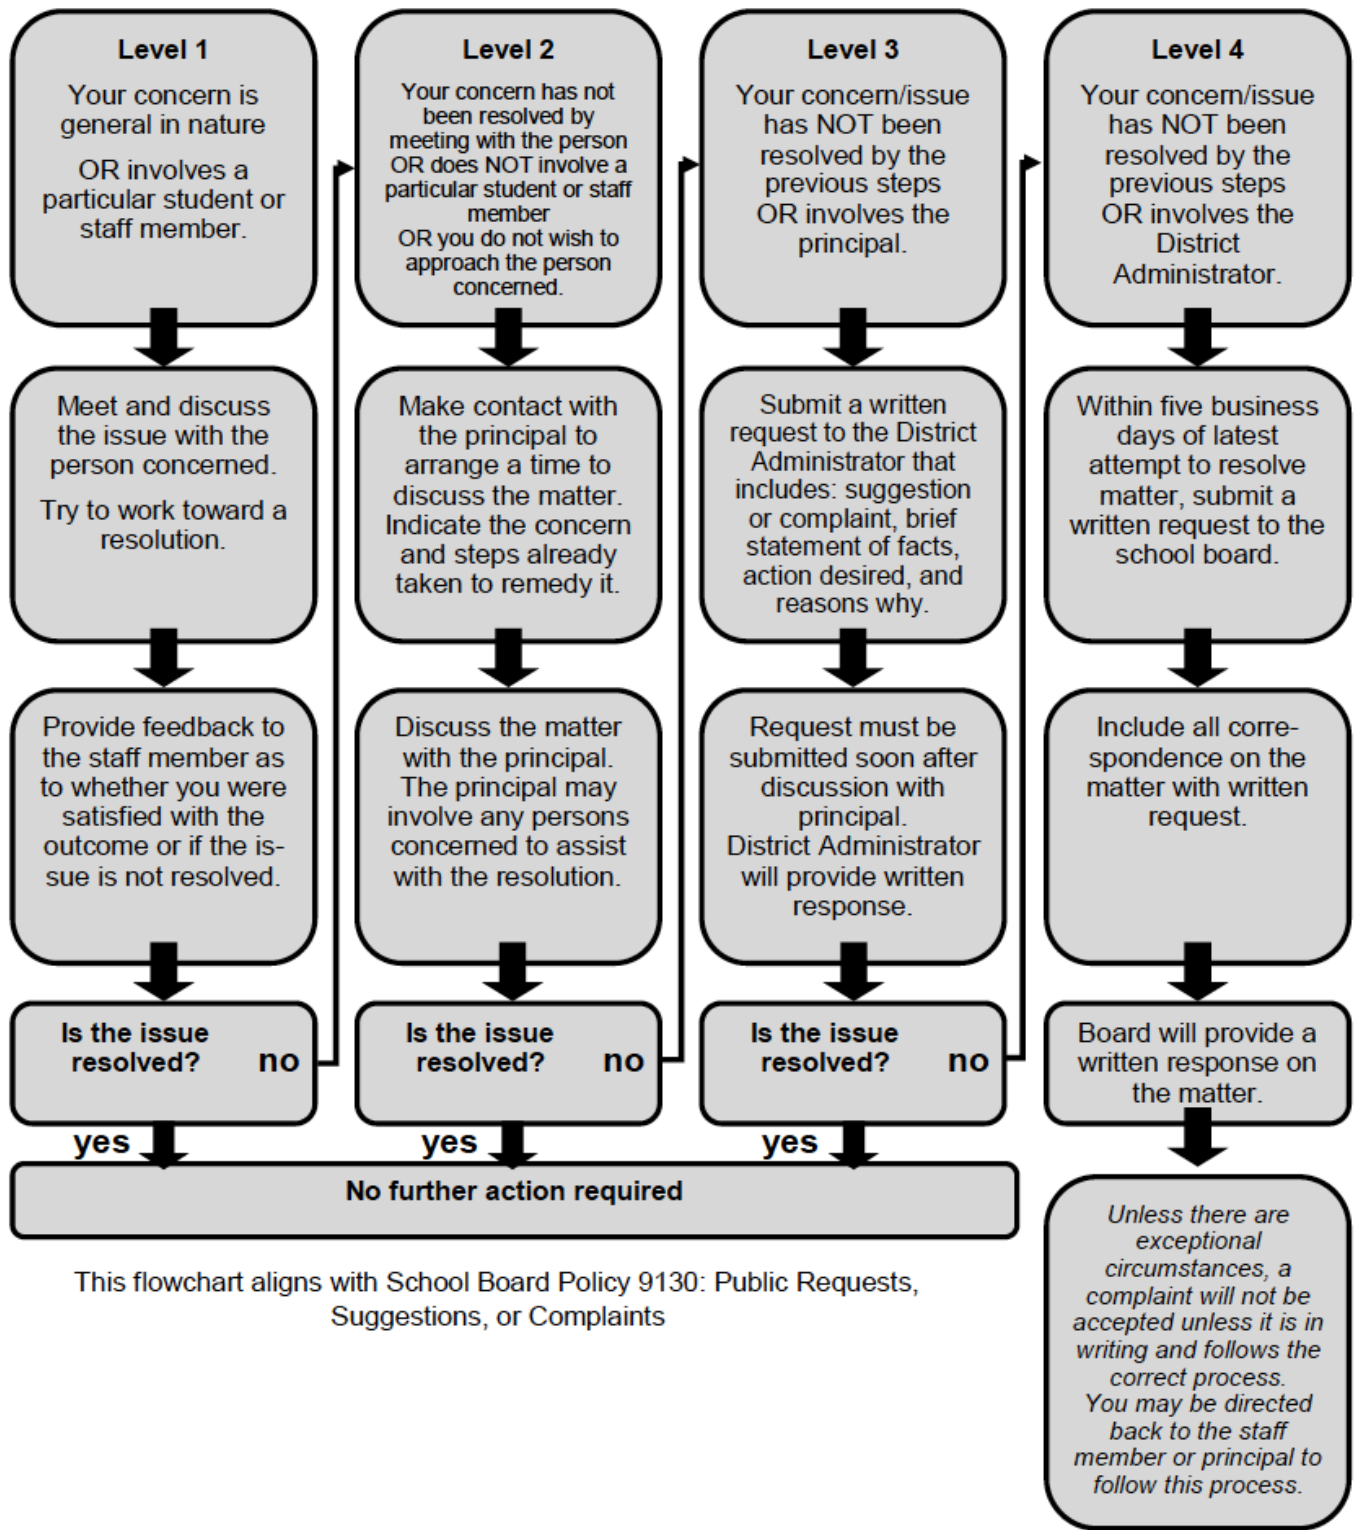 Level 1
Your concern is
general in nature
OR involves a
particular student or
staff member.
Meet and discuss
the issue with the
person concerned.
Try to work toward a
resolution.
Provide feedback to
the staff member as
to whether you were
satisfied with the
outcome or if the is-
sue is not resolved.
Is the issue
resolved?
no
yes
Level 2
Your concern has not
been resolved by
meeting with the person
OR does NOT involve a
particular student or staff
member
OR you do not wish to
approach the person
concerned.
Make contact with
the principal to
arrange a time to
discuss the matter.
Indicate the concern
and steps already
taken to remedy it.
Discuss the matter
with the principal.
The principal may
involve any persons
concerned to assist
with the resolution.
Is the issue
resolved?
no
yes
Level 3
Your concern/issue
has NOT been
resolved by the
previous steps
OR involves the
principal.
Submit a written
request to the District
Administrator that
includes: suggestion
or complaint, brief
statement of facts,
action desired, and
reasons why.
Request must be
submitted soon after
discussion with
principal.
District Administrator
will provide written
response.
Is the issue
resolved?
no
yes
No further action required
Level 4
Your concern/issue
has NOT been
resolved by the
previous steps
OR involves the
District
Administrator.
Within five business
days of latest
attempt to resolve
matter, submit a
written request to the
school board.
Include all corre-
spondence on the
matter with written
request.
Board will provide a
written response on
the matter.
Unless there are
exceptional
circumstances, a
complaint will not be
accepted unless it is in
writing and follows the
correct process.
You may be directed
back to the staff
member or principal to
follow this process.
This flowchart aligns with School Board Policy 9130: Public Requests,
Suggestions, or Complaints